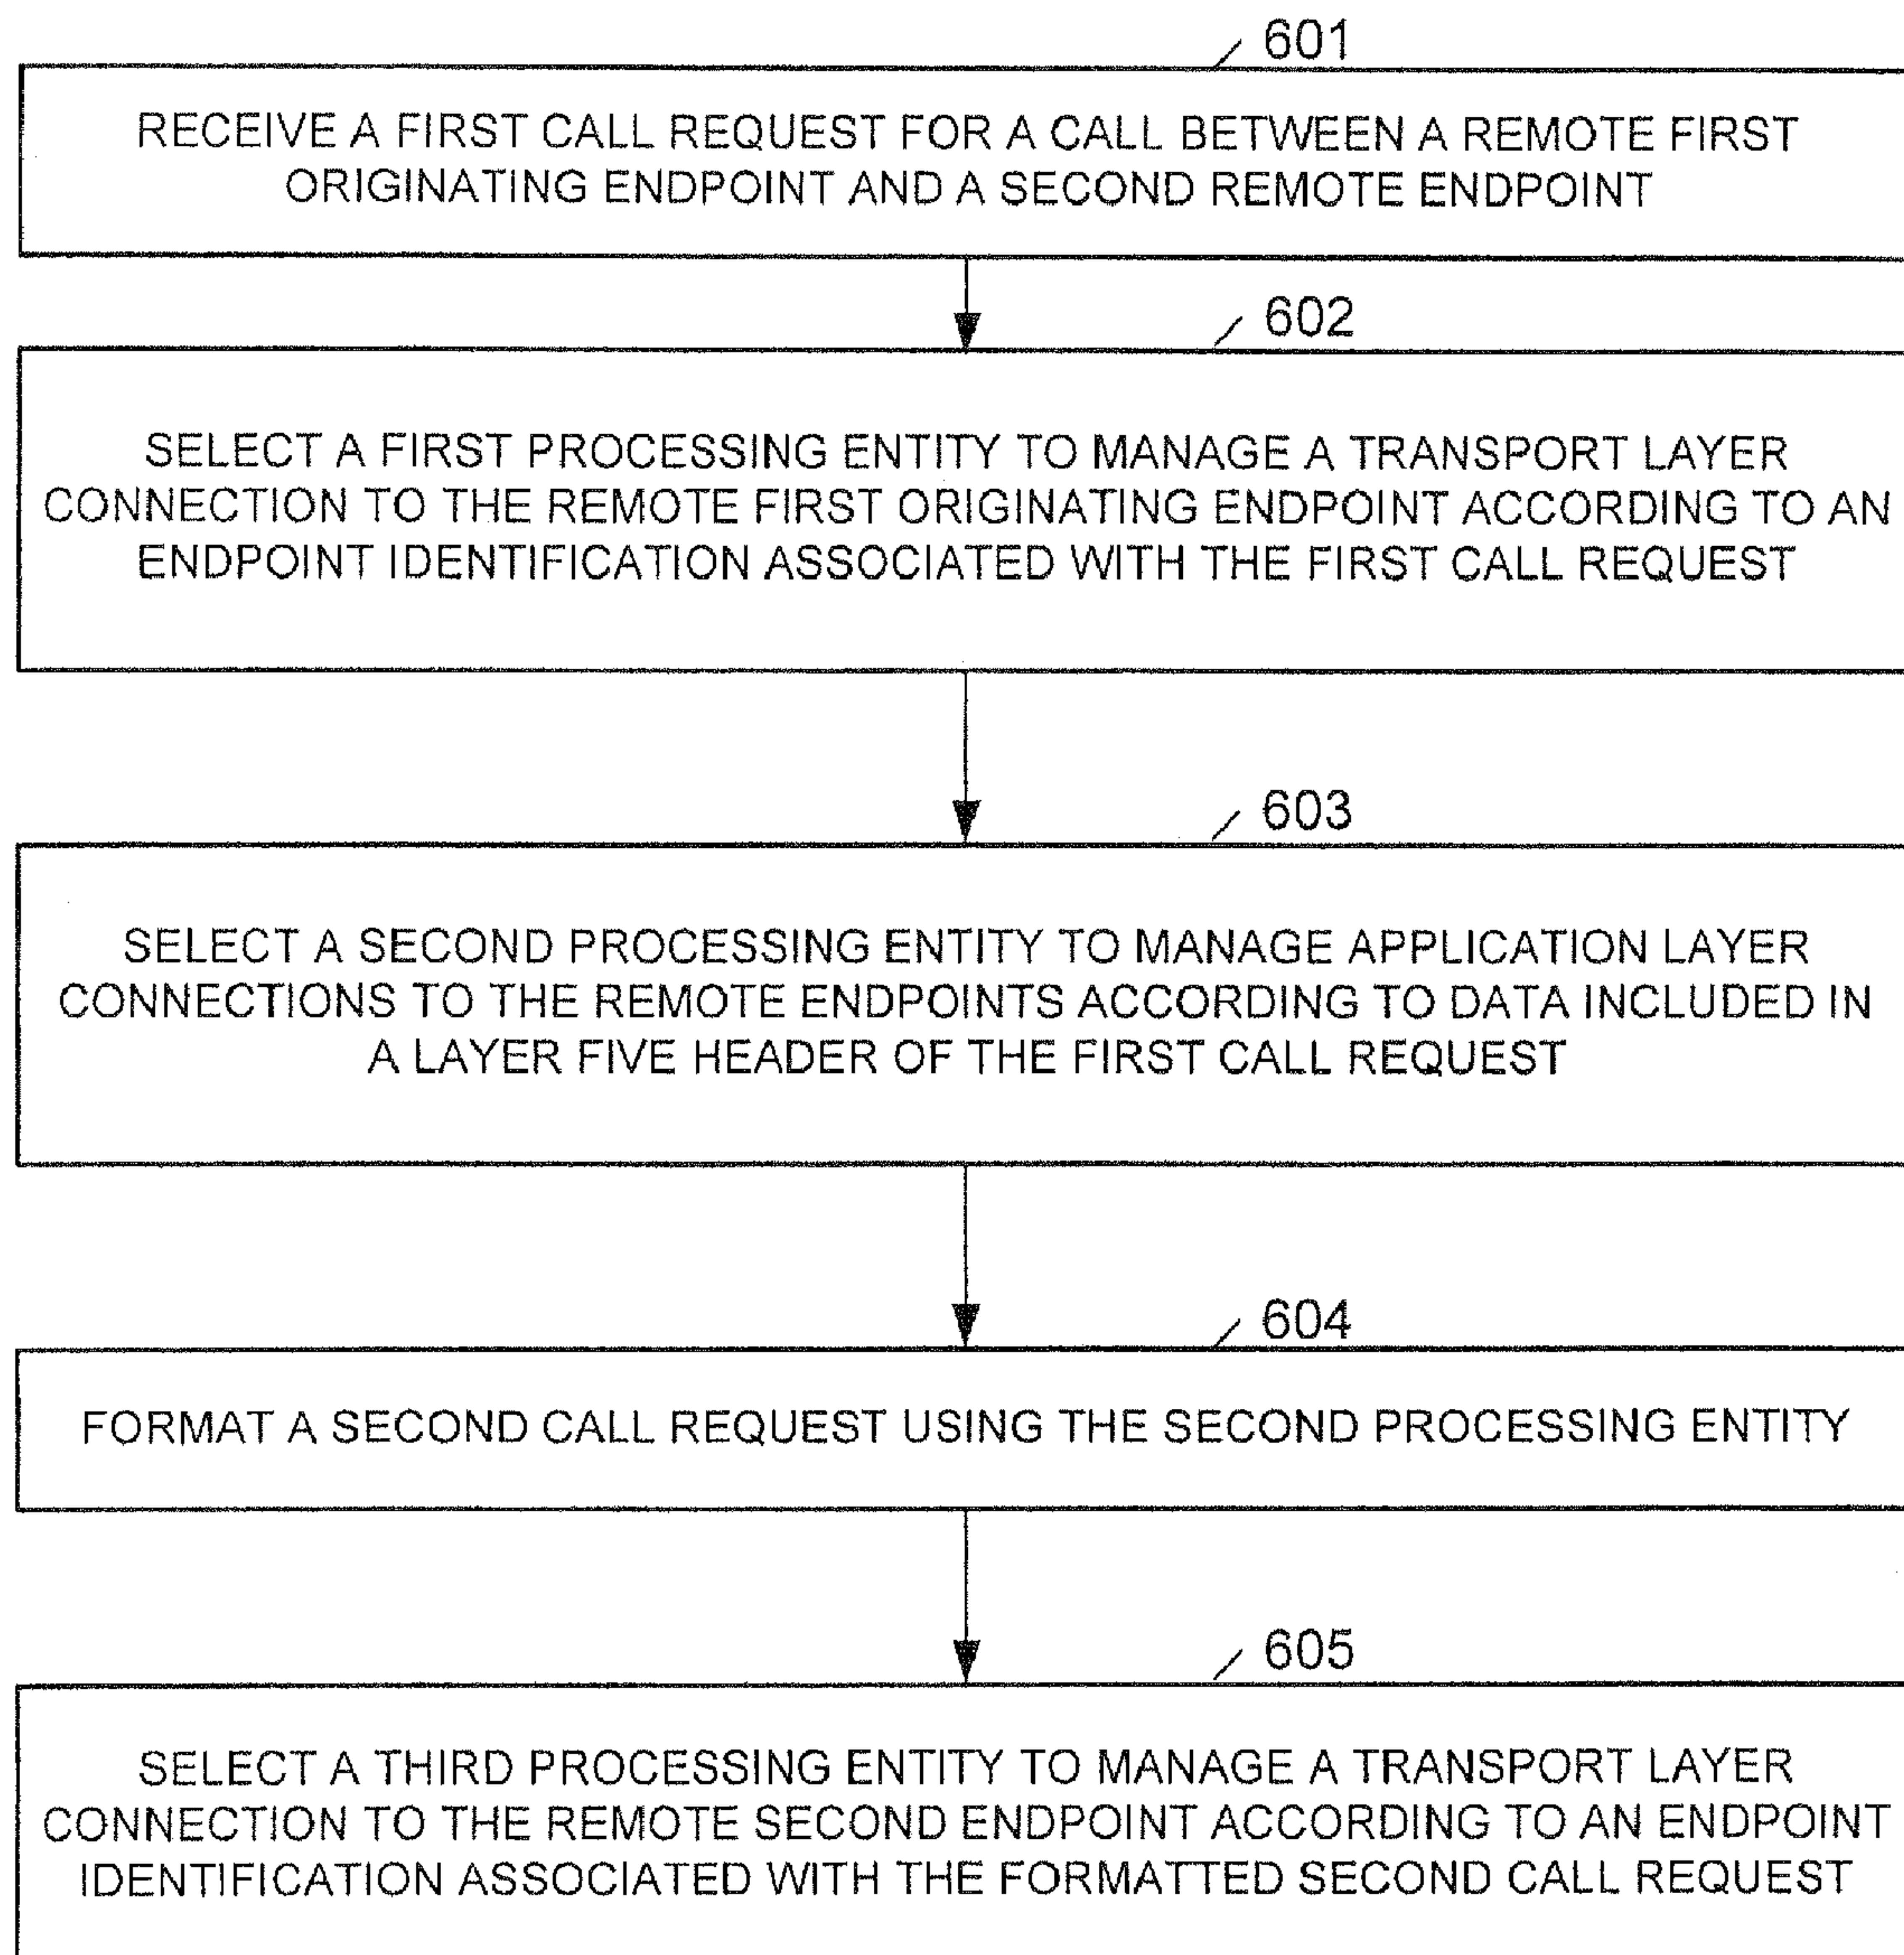 601
RECEIVE A FIRST CALL REQUEST FOR A CALL BETWEEN A REMOTE FIRST
ORIGINATING ENDPOINT AND A SECOND REMOTE ENDPOINT
602
SELECT A FIRST PROCESSING ENTITY TO MANAGE A TRANSPORT LAYER
CONNECTION TO THE REMOTE FIRST ORIGINATING ENDPOINT ACCORDING TO AN
ENDPOINT IDENTIFICATION ASSOCIATED WITH THE FIRST CALL REQUEST
603
SELECT A SECOND PROCESSING ENTITY TO MANAGE APPLICATION LAYER
CONNECTIONS TO THE REMOTE ENDPOINTS ACCORDING TO DATA INCLUDED IN
A LAYER FIVE HEADER OF THE FIRST CALL REQUEST
604
FORMAT A SECOND CALL REQUEST USING THE SECOND PROCESSING ENTITY
605
SELECT A THIRD PROCESSING ENTITY TO MANAGE A TRANSPORT LAYER
CONNECTION TO THE REMOTE SECOND ENDPOINT ACCORDING TO AN ENDPOINT
IDENTIFICATION ASSOCIATED WITH THE FORMATTED SECOND CALL REQUEST